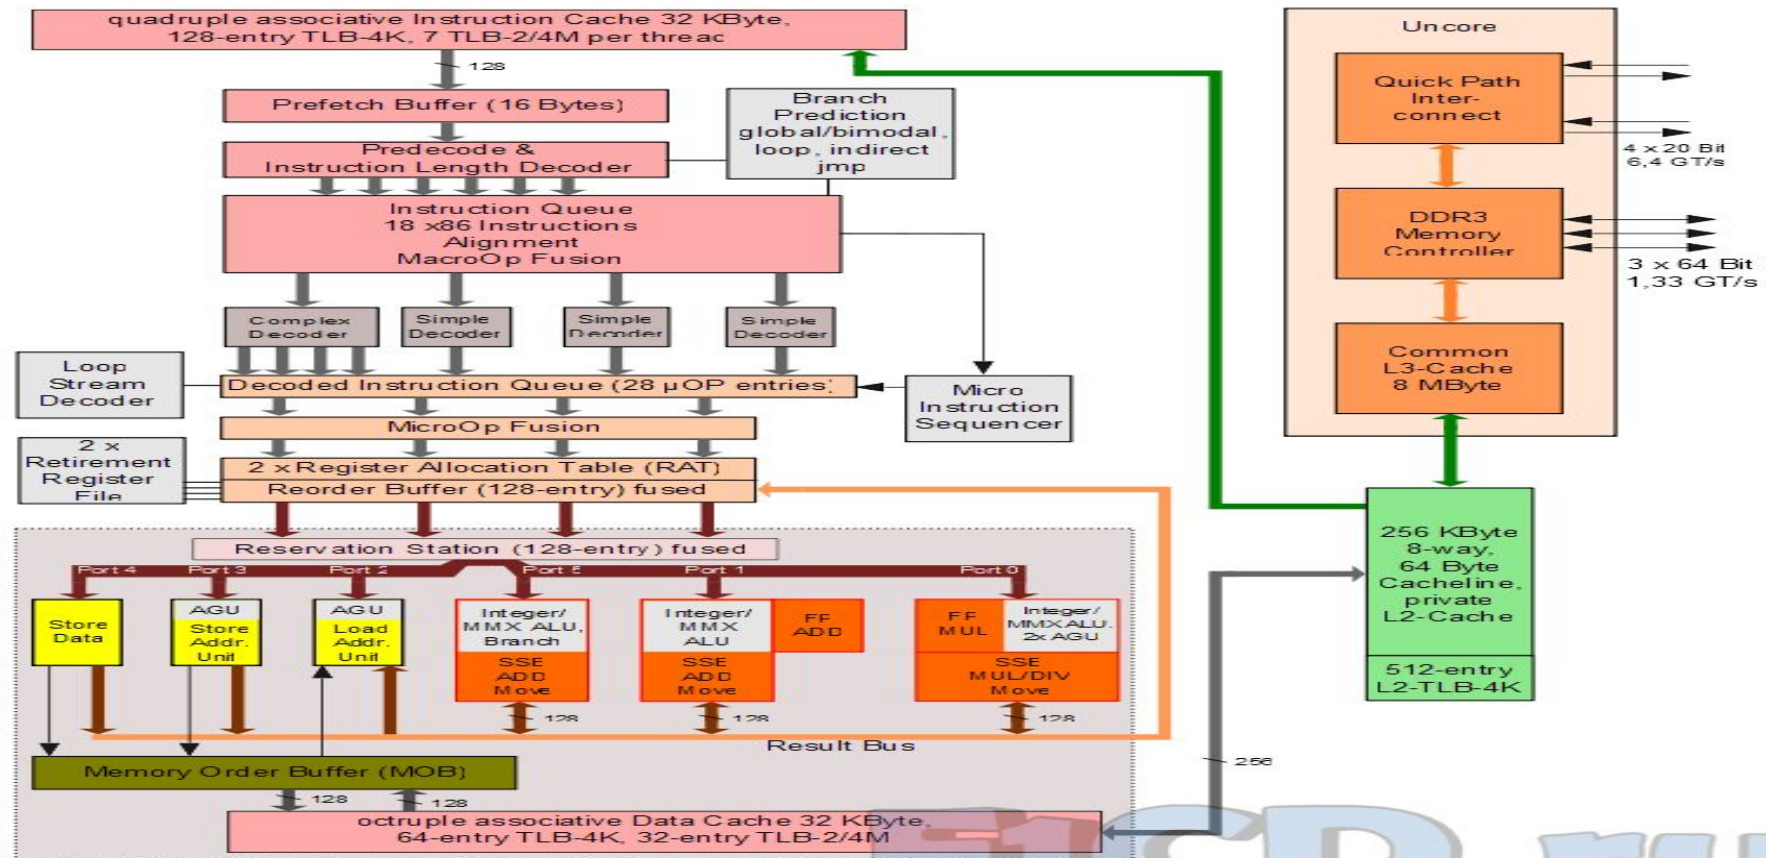 quadruple associative Instruction Cache 32 KByte,
128-entry TLB-4K, 7 TLB-2/4M per thread
128
Prefetch Buffer (16 Bytes)
Predecode &
Instruction Length Decoder
Branch
Prediction
global/bimodal,
loop, indirect
jmp
Instruction Queue
18 x86 Instructions
Alignment
MacroOp Fusion
Complex
Decoder
Simple
Decoder
Simple
Decoder
Simple
Decoder
Loop
Stream
Decoder
Decoded Instruction Queue (28 µOP entries)
Micro
Instruction
Sequencer
MicroOp Fusion
2 x
Retirement
Register
File
2 x Register Allocation Table (RAT)
Reorder Buffer (128-entry) fused
Reservation Station (128-entry) fused
Port 4
Port 3
Port 2
Port 5
Port 1
Port 0
Store
Data
AGU
Store
Addr.
Unit
AGU
Load
Addr.
Unit
Integer/
MMX ALU,
Branch
SSE
ADD
Move
Integer/
MMX
ALU
SSE
ADD
Move
FP
ADD
FP
MUL
Integer/
MMX ALU,
2x AGU
SSE
MUL/DIV
Move
128
128
128
Result Bus
Memory Order Buffer (MOB)
128
128
octruple associative Data Cache 32 KByte,
64-entry TLB-4K, 32-entry TLB-2/4M
256
Uncore
Quick Path
Inter-
connect
4 x 20 Bit
6,4 GT/s
DDR3
Memory
Controller
3 x 64 Bit
1,33 GT/s
Common
L3-Cache
8 MByte
256 KByte
8-way,
64 Byte
Cacheline,
private
L2-Cache
512-entry
L2-TLB-4K